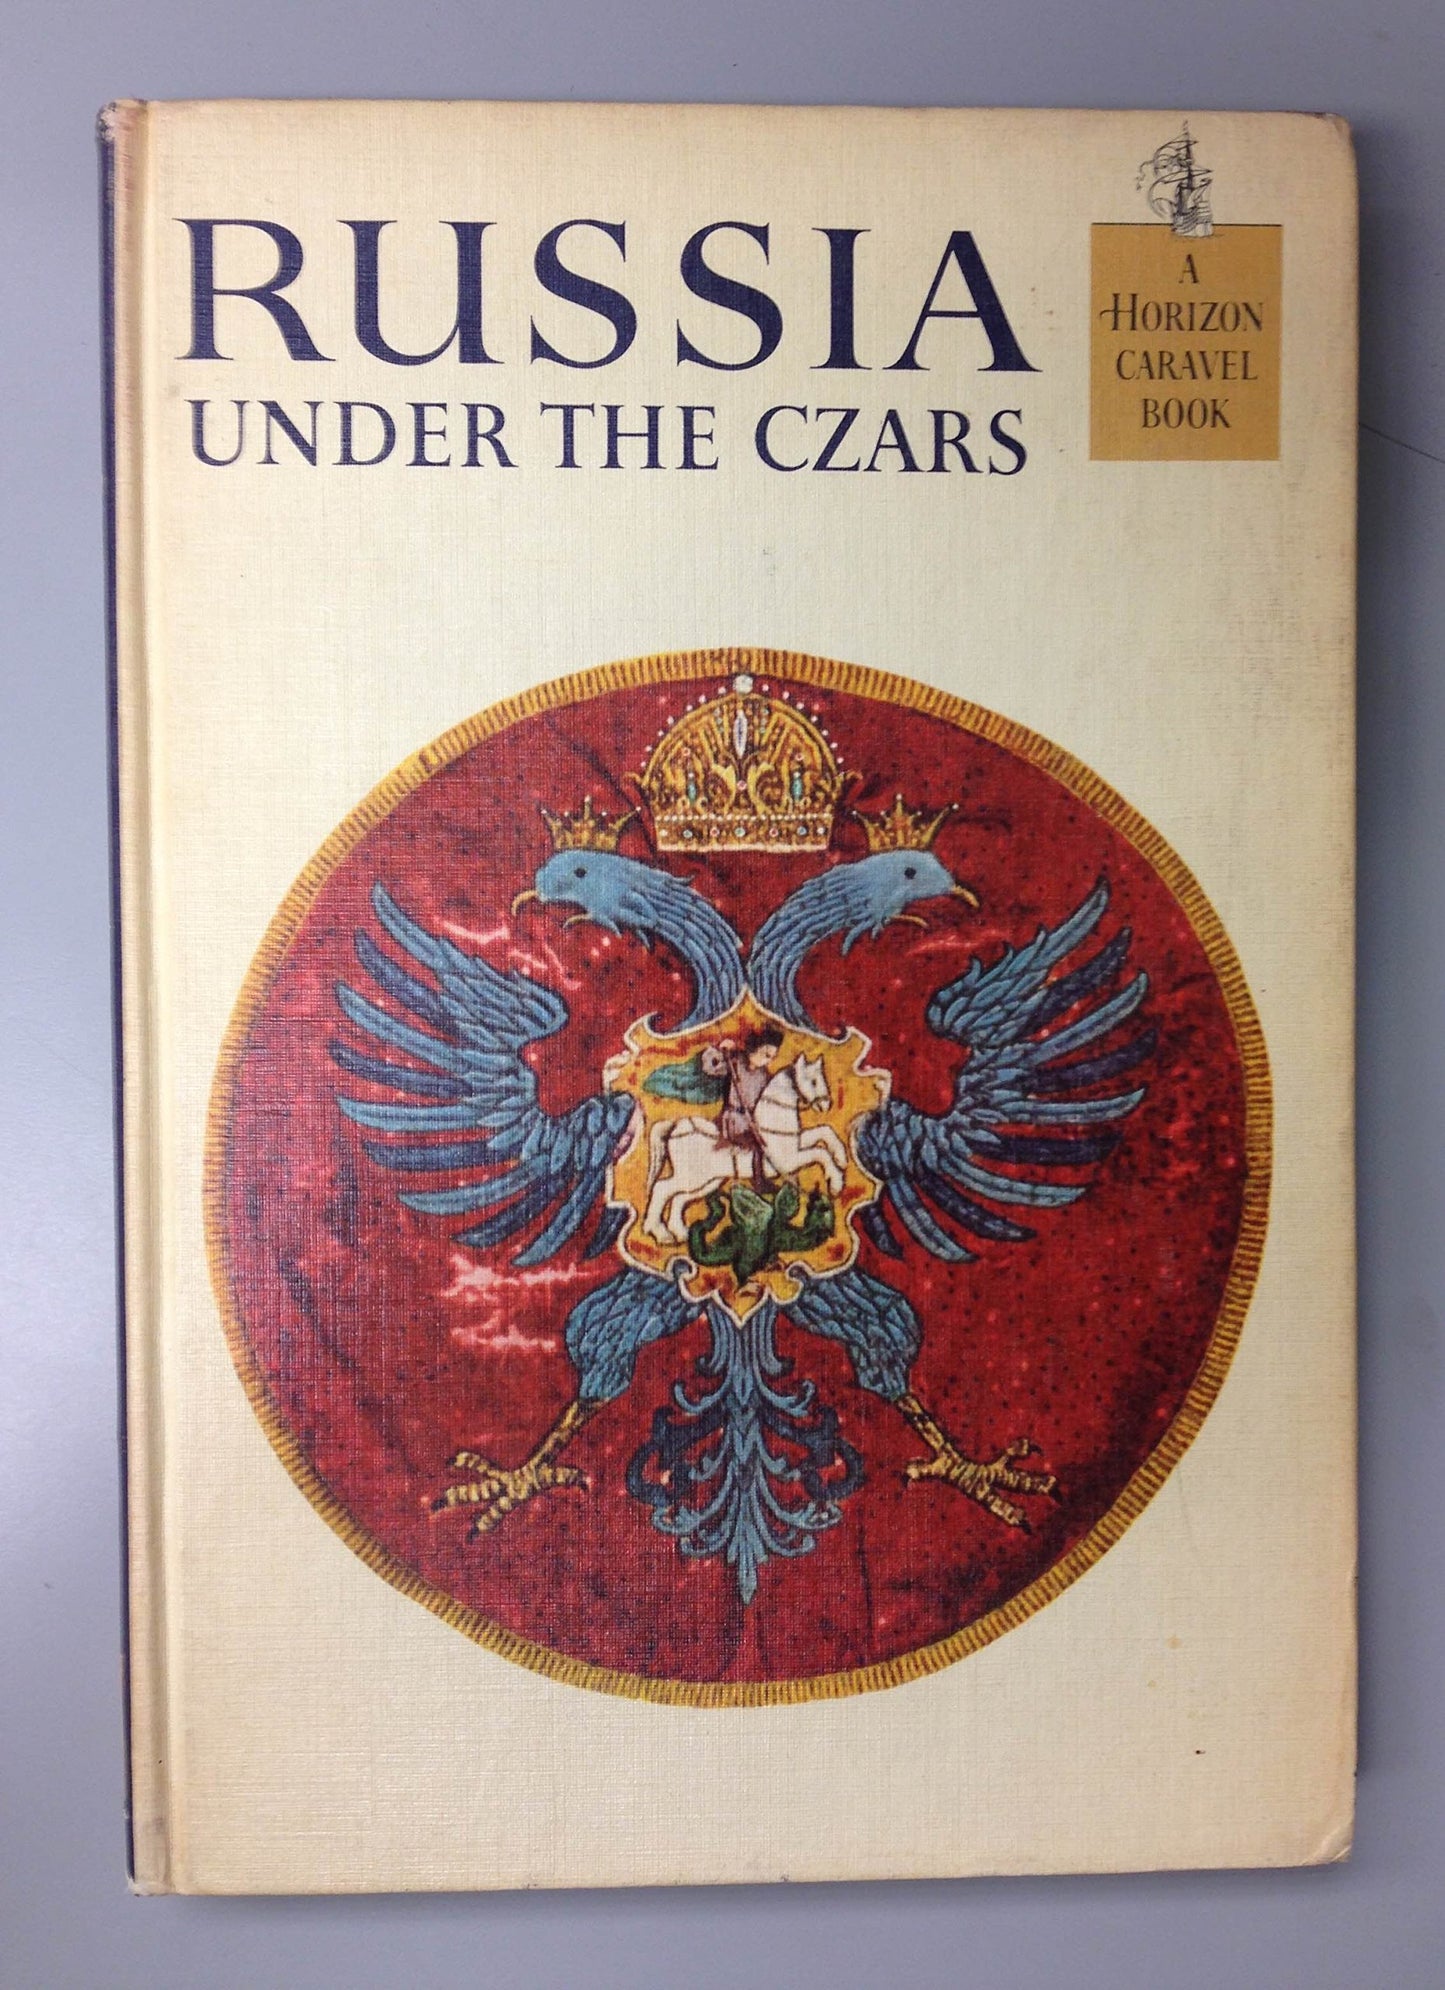 RUSSIA
UNDER THE CZARS
A
HORIZON
CARAVEL
BOOK